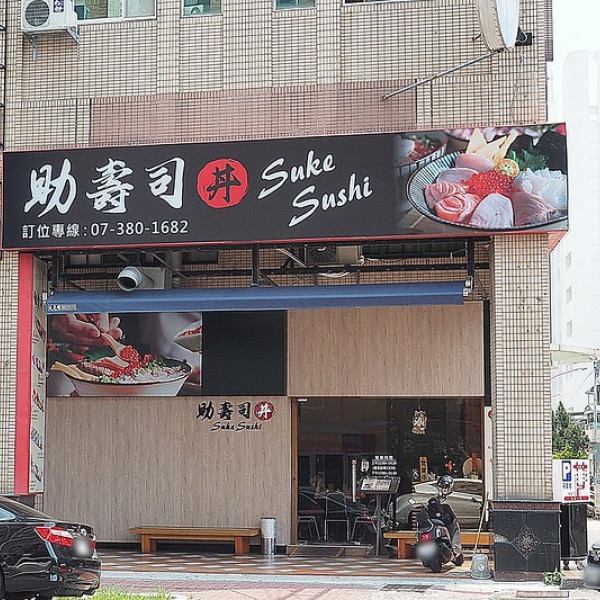 助壽司 丼 Suke Sushi
訂位專線:07-380-1682
助壽司 丼
Suke Sushi
P